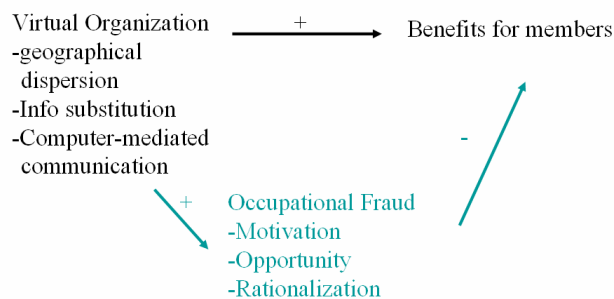 Virtual Organization
-geographical
dispersion
-Info substitution
-Computer-mediated
communication
+
Benefits for members
-
+
Occupational Fraud
-Motivation
-Opportunity
-Rationalization